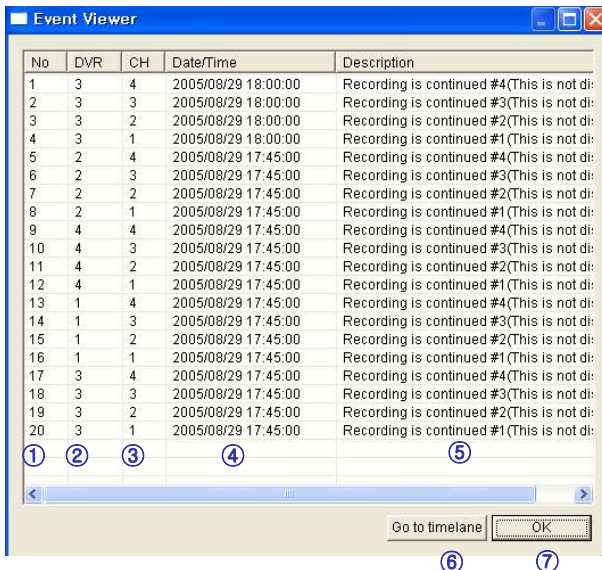 Event Viewer
No DVR CH Date/Time Description
1 3 4 2005/08/29 18:00:00 Recording is continued #4(This is not di
2 3 3 2005/08/29 18:00:00 Recording is continued #3(This is not di
3 3 2 2005/08/29 18:00:00 Recording is continued #2(This is not di
4 3 1 2005/08/29 18:00:00 Recording is continued #1(This is not di
5 2 4 2005/08/29 17:45:00 Recording is continued #4(This is not di
6 2 3 2005/08/29 17:45:00 Recording is continued #3(This is not di
7 2 2 2005/08/29 17:45:00 Recording is continued #2(This is not di
8 2 1 2005/08/29 17:45:00 Recording is continued #1(This is not di
9 4 4 2005/08/29 17:45:00 Recording is continued #4(This is not di
10 4 3 2005/08/29 17:45:00 Recording is continued #3(This is not di
11 4 2 2005/08/29 17:45:00 Recording is continued #2(This is not di
12 4 1 2005/08/29 17:45:00 Recording is continued #1(This is not di
13 1 4 2005/08/29 17:45:00 Recording is continued #4(This is not di
14 1 3 2005/08/29 17:45:00 Recording is continued #3(This is not di
15 1 2 2005/08/29 17:45:00 Recording is continued #2(This is not di
16 1 1 2005/08/29 17:45:00 Recording is continued #1(This is not di
17 3 4 2005/08/29 17:45:00 Recording is continued #4(This is not di
18 3 3 2005/08/29 17:45:00 Recording is continued #3(This is not di
19 3 2 2005/08/29 17:45:00 Recording is continued #2(This is not di
20 3 1 2005/08/29 17:45:00 Recording is continued #1(This is not di
① ② ③ ④ ⑤
Go to timelane OK
⑥ ⑦